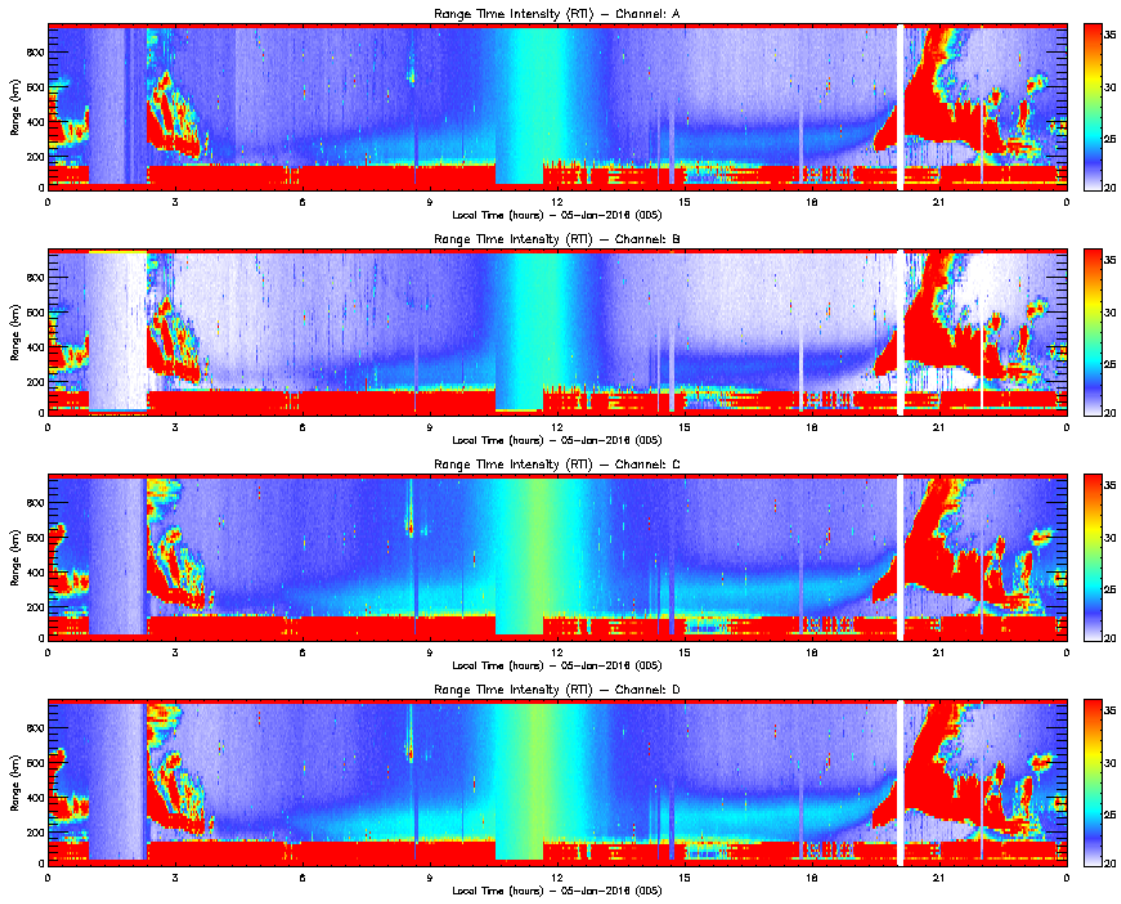 Range Time Intensity (RTI) – Channel: A
Range (km)
800
600
400
200
0
0 3 6 9 12 15 18 21 0
Local Time (hours) – 05-Jan-2016 (005)
35
30
25
20
Range Time Intensity (RTI) – Channel: B
Range (km)
800
600
400
200
0
0 3 6 9 12 15 18 21 0
Local Time (hours) – 05-Jan-2016 (005)
35
30
25
20
Range Time Intensity (RTI) – Channel: C
Range (km)
800
600
400
200
0
0 3 6 9 12 15 18 21 0
Local Time (hours) – 05-Jan-2016 (005)
35
30
25
20
Range Time Intensity (RTI) – Channel: D
Range (km)
800
600
400
200
0
0 3 6 9 12 15 18 21 0
Local Time (hours) – 05-Jan-2016 (005)
35
30
25
20